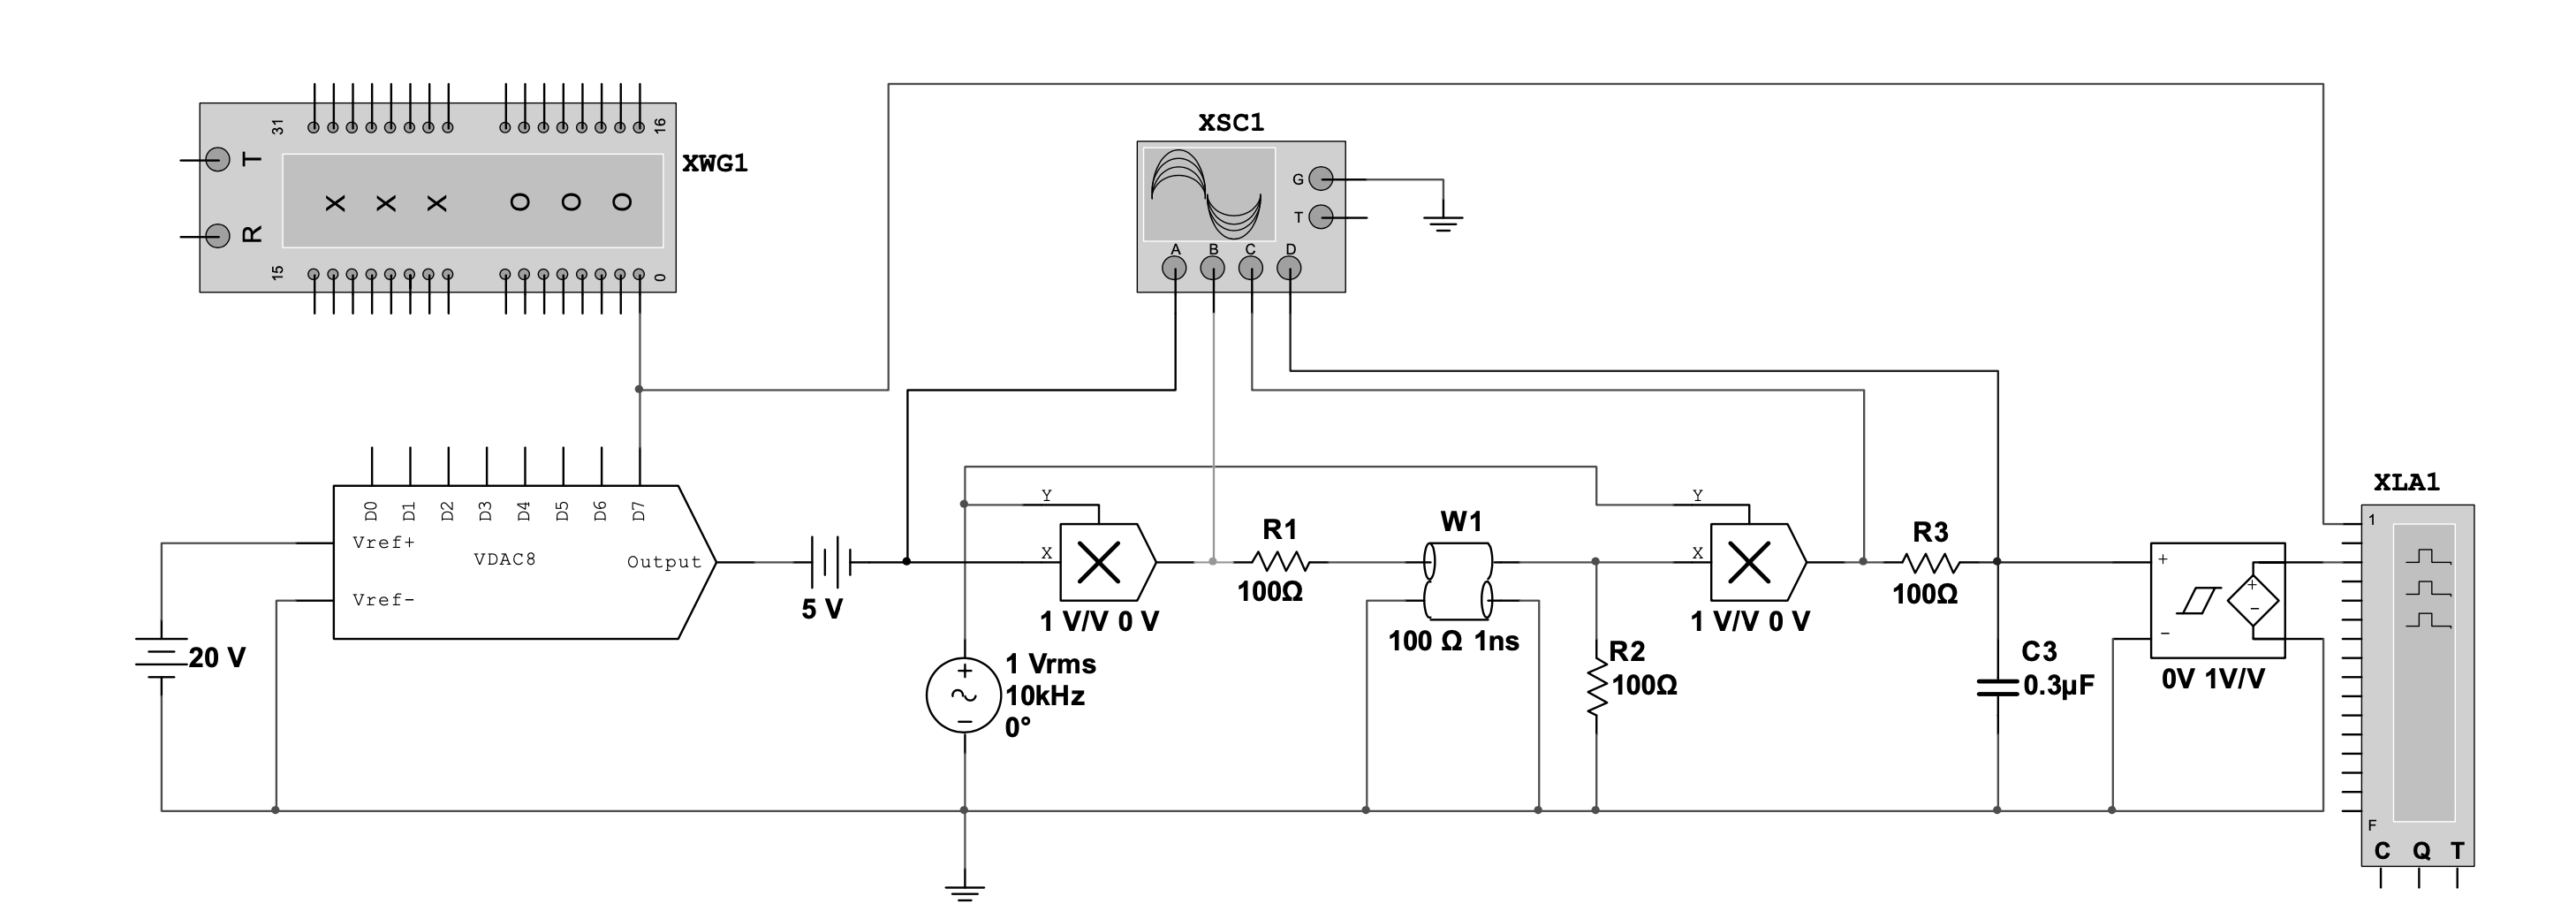 31
16
T
XWG1
X X X O O O
R
15
0
XSC1
G
T
A B C D
D0 D1 D2 D3 D4 D5 D6 D7
Vref+
VDAC8
Output
Vref-
20 V
5 V
Y
X
1 V/V 0 V
1 Vrms
10kHz
0°
R1
100Ω
W1
100 Ω 1ns
R2
100Ω
Y
X
1 V/V 0 V
R3
100Ω
C3
0.3µF
0V 1V/V
XLA1
1
F
C Q T